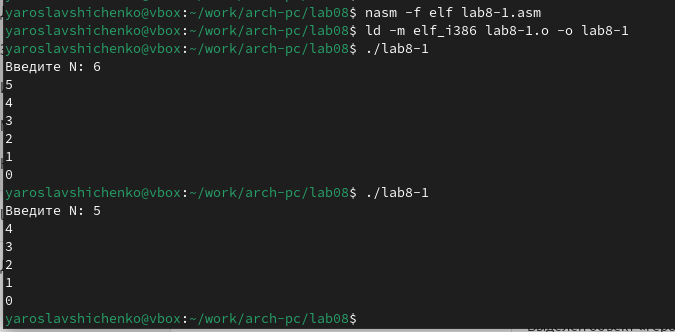 yaroslavshichenko@vbox:~/work/arch-pc/lab08$ nasm -f elf lab8-1.asm
yaroslavshichenko@vbox:~/work/arch-pc/lab08$ ld -m elf_i386 lab8-1.o -o lab8-1
yaroslavshichenko@vbox:~/work/arch-pc/lab08$ ./lab8-1
Введите N: 6
5
4
3
2
1
0
yaroslavshichenko@vbox:~/work/arch-pc/lab08$ ./lab8-1
Введите N: 5
4
3
2
1
0
yaroslavshichenko@vbox:~/work/arch-pc/lab08$